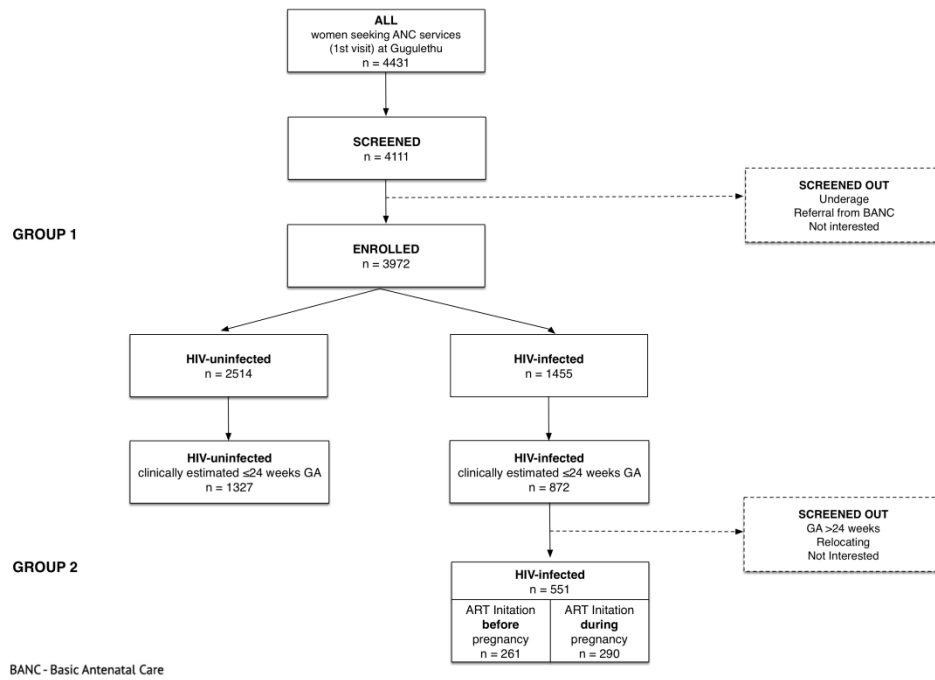 ALL
women seeking ANC services
(1st visit) at Gugulethu
n = 4431
SCREENED
n = 4111
SCREENED OUT
Underage
Referral from BANC
Not interested
GROUP 1
ENROLLED
n = 3972
HIV-uninfected
n = 2514
HIV-infected
n = 1455
HIV-uninfected
clinically estimated ≤24 weeks GA
n = 1327
HIV-infected
clinically estimated ≤24 weeks GA
n = 872
SCREENED OUT
GA >24 weeks
Relocating
Not Interested
GROUP 2
HIV-infected
n = 551
ART Initation
before
pregnancy
n = 261
ART Initation
during
pregnancy
n = 290
BANC - Basic Antenatal Care